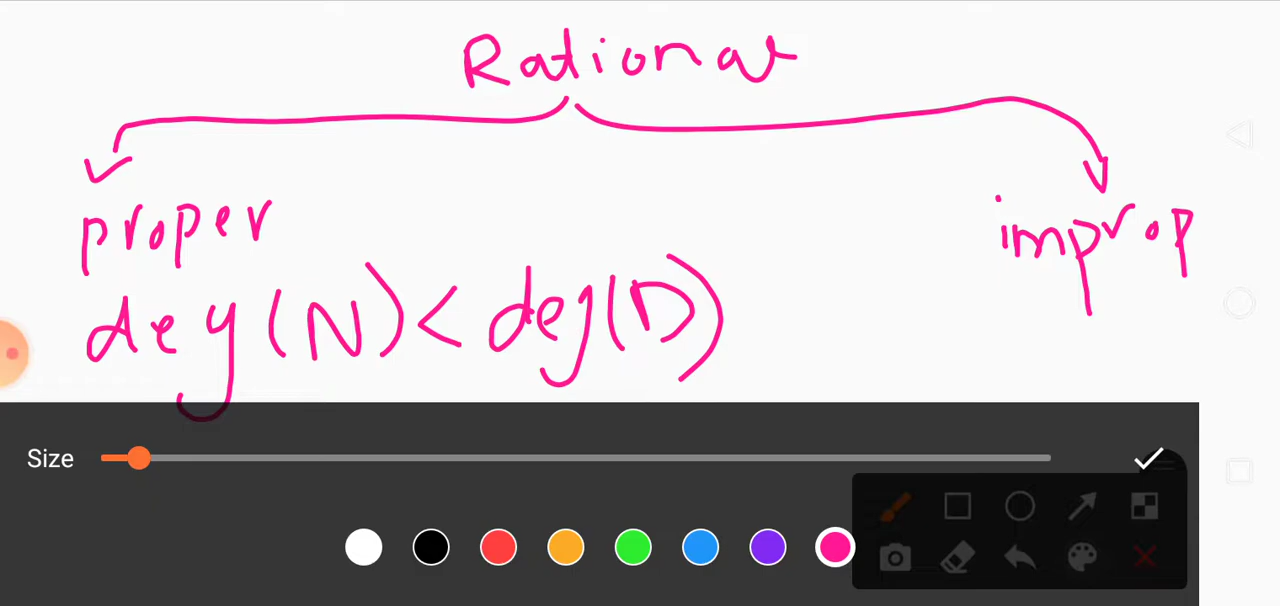 Rational
proper
improp
deg(N) < deg(D)
Size